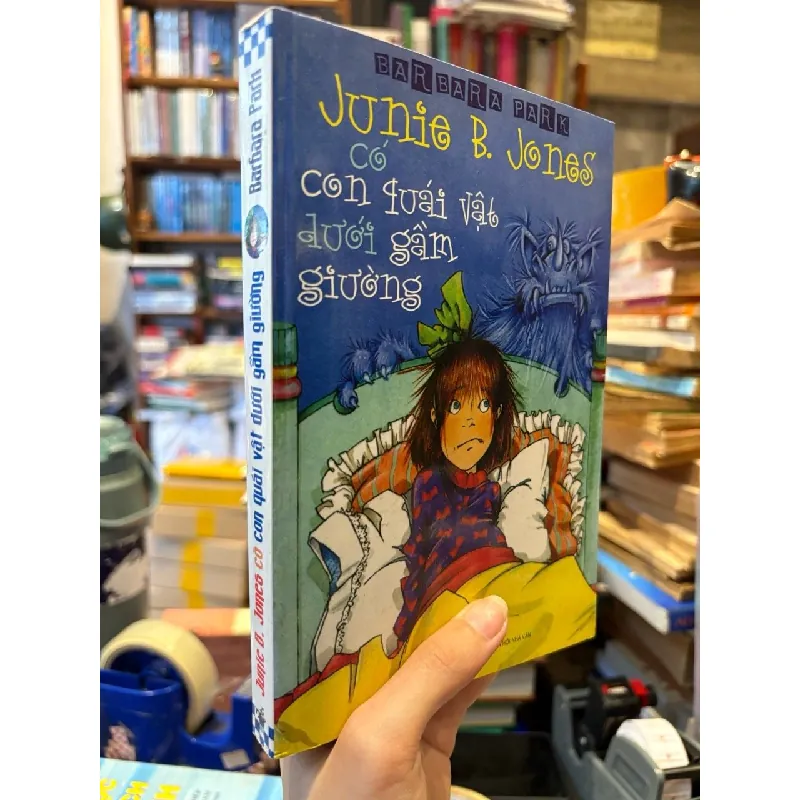 BARBARA PARK
Junie B. Jones
có
con quái vật
dưới gầm
giường
Junie B. Jones có con quái vật dưới gầm giường Barbara Park